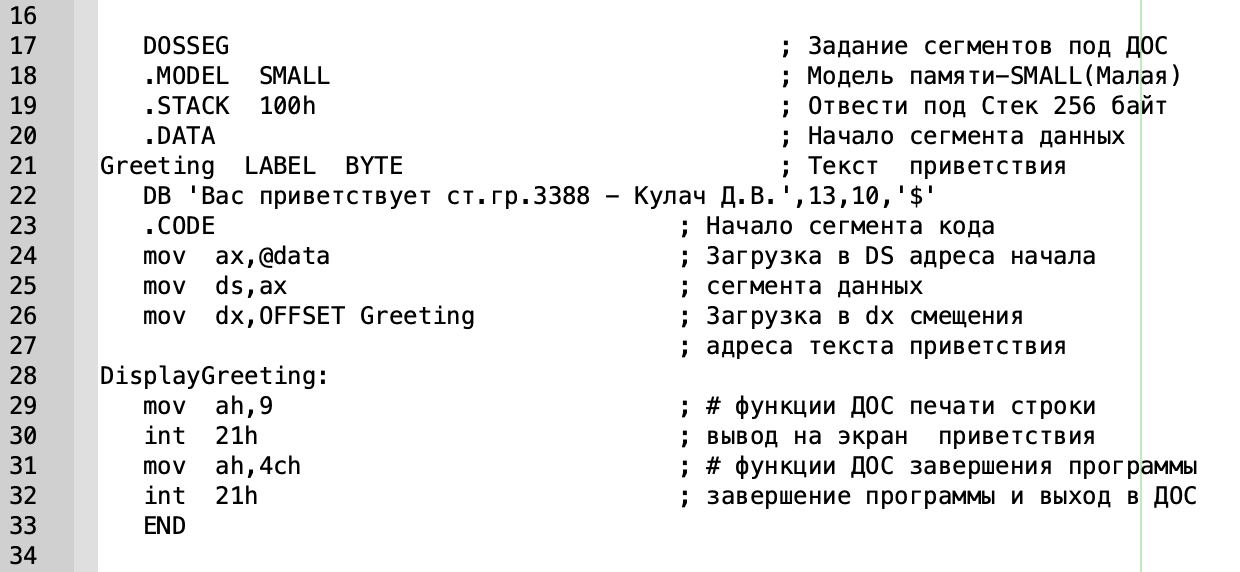 16
17 DOSSEG ; Задание сегментов под ДОС
18 .MODEL SMALL ; Модель памяти-SMALL(Малая)
19 .STACK 100h ; Отвести под Стек 256 байт
20 .DATA ; Начало сегмента данных
21 Greeting LABEL BYTE ; Текст приветствия
22 DB 'Вас приветствует ст.гр.3388 - Кулач Д.В.',13,10,'$'
23 .CODE ; Начало сегмента кода
24 mov ax,@data ; Загрузка в DS адреса начала
25 mov ds,ax ; сегмента данных
26 mov dx,OFFSET Greeting ; Загрузка в dx смещения
27 ; адреса текста приветствия
28 DisplayGreeting:
29 mov ah,9 ; # функции ДОС печати строки
30 int 21h ; вывод на экран приветствия
31 mov ah,4ch ; # функции ДОС завершения программы
32 int 21h ; завершение программы и выход в ДОС
33 END
34